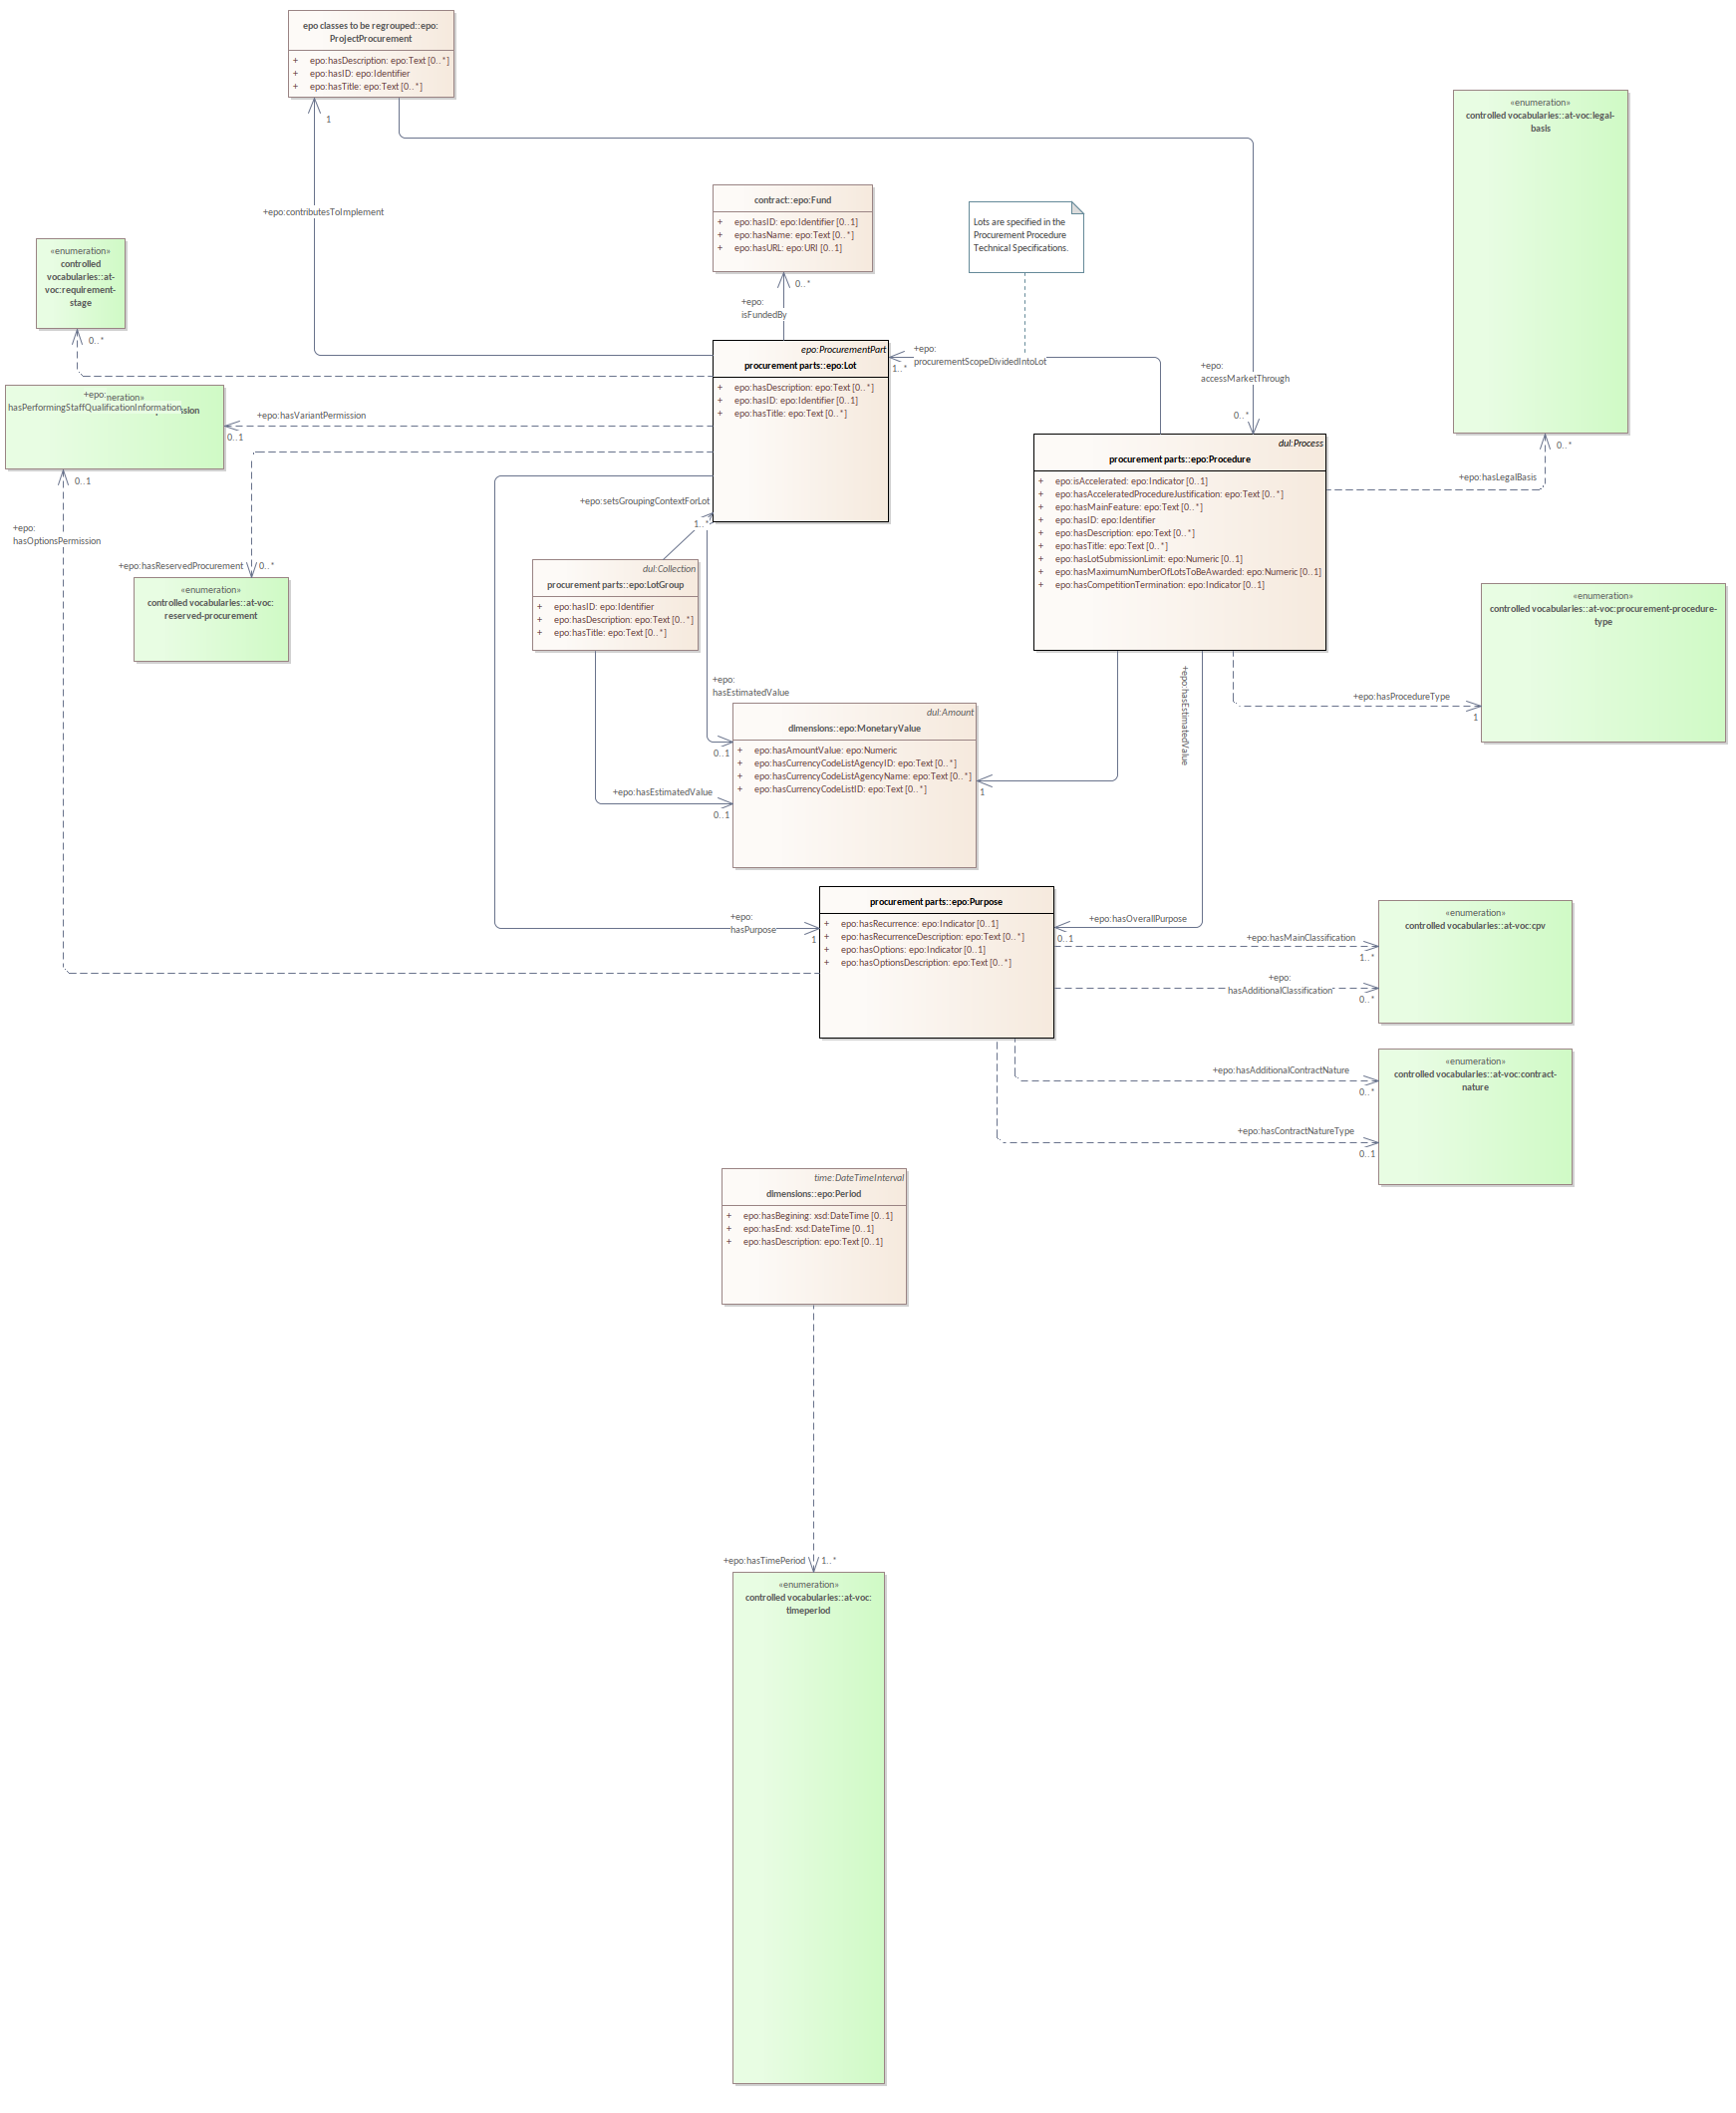 epo classes to be regrouped::epo:
ProjectProcurement
+ epo:hasDescription: epo:Text [0..*]
+ epo:hasID: epo:Identifier
+ epo:hasTitle: epo:Text [0..*]
1
«enumeration»
controlled vocabularies::at-voc:legal-
basis
+epo:contributesToImplement
contract::epo:Fund
+ epo:hasID: epo:Identifier [0..1]
+ epo:hasName: epo:Text [0..*]
+ epo:hasURL: epo:URI [0..1]
Lots are specified in the
Procurement Procedure
Technical Specifications.
«enumeration»
controlled
vocabularies::at-
voc:requirement-
stage
0..*
0..*
+epo:
isFundedBy
epo:ProcurementPart
procurement parts::epo:Lot
+ epo:hasDescription: epo:Text [0..*]
+ epo:hasID: epo:Identifier [0..1]
+ epo:hasTitle: epo:Text [0..*]
+epo:
procurementScopeDividedIntoLot
1..*
+epo:
accessMarketThrough
0..*
+epo:
neration»
hasPerformingStaffQualificationInformation
ssion
+epo:hasVariantPermission
0..1
0..1
+epo:
hasOptionsPermission
dul:Process
procurement parts::epo:Procedure
+ epo:isAccelerated: epo:Indicator [0..1]
+ epo:hasAcceleratedProcedureJustification: epo:Text [0..*]
+ epo:hasMainFeature: epo:Text [0..*]
+ epo:hasID: epo:Identifier
+ epo:hasDescription: epo:Text [0..*]
+ epo:hasTitle: epo:Text [0..*]
+ epo:hasLotSubmissionLimit: epo:Numeric [0..1]
+ epo:hasMaximumNumberOfLotsToBeAwarded: epo:Numeric [0..1]
+ epo:hasCompetitionTermination: epo:Indicator [0..1]
0..*
+epo:hasLegalBasis
+epo:setsGroupingContextForLot
1..*
+epo:hasReservedProcurement
0..*
«enumeration»
controlled vocabularies::at-voc:
reserved-procurement
dul:Collection
procurement parts::epo:LotGroup
+ epo:hasID: epo:Identifier
+ epo:hasDescription: epo:Text [0..*]
+ epo:hasTitle: epo:Text [0..*]
«enumeration»
controlled vocabularies::at-voc:procurement-procedure-
type
+epo:
hasEstimatedValue
0..1
+epo:hasEstimatedValue
+epo:hasProcedureType
1
dul:Amount
dimensions::epo:MonetaryValue
+ epo:hasAmountValue: epo:Numeric
+ epo:hasCurrencyCodeListAgencyID: epo:Text [0..*]
+ epo:hasCurrencyCodeListAgencyName: epo:Text [0..*]
+ epo:hasCurrencyCodeListID: epo:Text [0..*]
1
+epo:hasEstimatedValue
0..1
procurement parts::epo:Purpose
+ epo:hasRecurrence: epo:Indicator [0..1]
+ epo:hasRecurrenceDescription: epo:Text [0..*]
+ epo:hasOptions: epo:Indicator [0..1]
+ epo:hasOptionsDescription: epo:Text [0..*]
+epo:
hasPurpose
1
+epo:hasOverallPurpose
0..1
+epo:hasMainClassification
1..*
+epo:
hasAdditionalClassification
0..*
«enumeration»
controlled vocabularies::at-voc:cpv
+epo:hasAdditionalContractNature
0..*
+epo:hasContractNatureType
0..1
«enumeration»
controlled vocabularies::at-voc:contract-
nature
time:DateTimeInterval
dimensions::epo:Period
+ epo:hasBegining: xsd:DateTime [0..1]
+ epo:hasEnd: xsd:DateTime [0..1]
+ epo:hasDescription: epo:Text [0..1]
+epo:hasTimePeriod
1..*
«enumeration»
controlled vocabularies::at-voc:
timeperiod